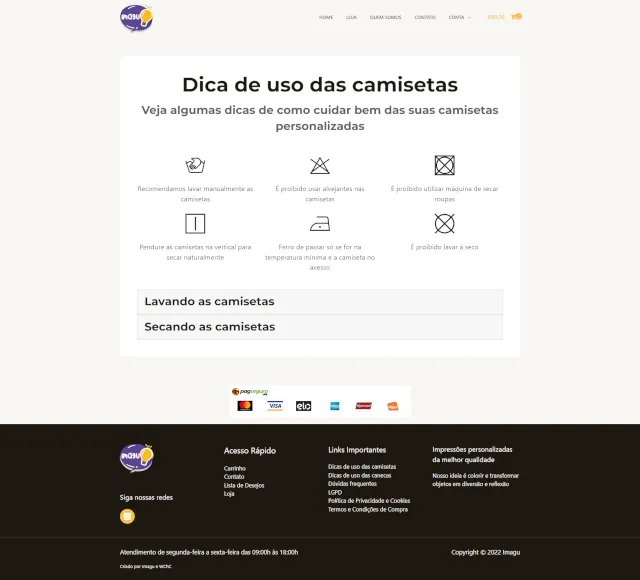 imagu
HOME LOJA QUEM SOMOS CONTATO CONTA
Dica de uso das camisetas
Veja algumas dicas de como cuidar bem das suas camisetas
personalizadas
Recomendamos lavar manualmente as
camisetas
É proibido usar alvejantes nas
camisetas
É proibido utilizar máquina de secar
roupas
Pendure as camisetas na vertical para
secar naturalmente
Ferro de passar só se for na
temperatura mínima e a camiseta no
avesso
É proibido lavar à seco
Lavando as camisetas
Secando as camisetas
pagseguro
VISA elo
imagu
Siga nossas redes
Acesso Rápido
Carrinho
Contato
Lista de Desejos
Loja
Links Importantes
Dicas de uso das camisetas
Dicas de uso das canecas
Dúvidas frequentes
LGPD
Política de Privacidade e Cookies
Termos e Condições de Compra
Impressões personalizadas
da melhor qualidade
Nosso ideia é colorir e transformar
objetos em diversão e reflexão
Atendimento de segunda-feira a sexta-feira das 09:00h às 18:00h
Copyright © 2022 Imagu
Criado por Imagu e WChC